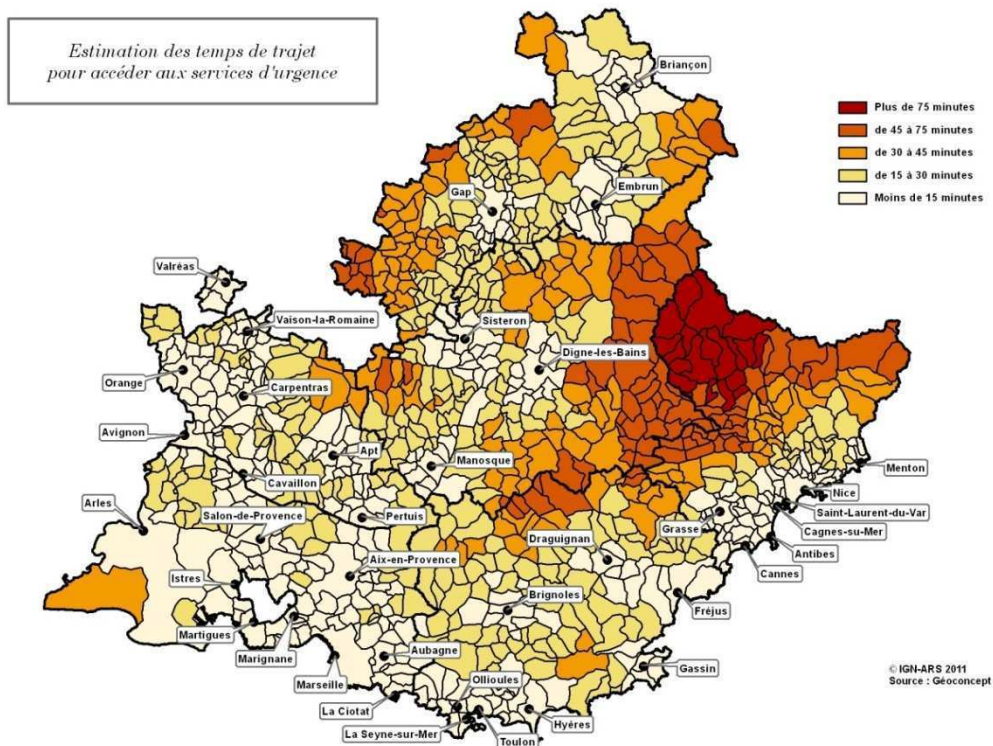 Estimation des temps de trajet
pour accéder aux services d'urgence
Briançon
Plus de 75 minutes
de 45 à 75 minutes
de 30 à 45 minutes
de 15 à 30 minutes
Moins de 15 minutes
Gap
Embrun
Valréas
Vaison-la-Romaine
Sisteron
Digne-les-Bains
Orange
Carpentras
Avignon
Apt
Manosque
Menton
Cavaillon
Nice
Arles
Salon-de-Provence
Pertuis
Saint-Laurent-du-Var
Grasse
Cagnes-su-Mer
Draguignan
Antibes
Aix-en-Provence
Cannes
Istres
Brignoles
Fréjus
Martigues
Marignane
Aubagne
Gassin
Marseille
Ollioules
La Ciotat
Hyéres
La Seyne-sur-Mer
Toulon
© IGN-ARS 2011
Source : Géoconcept